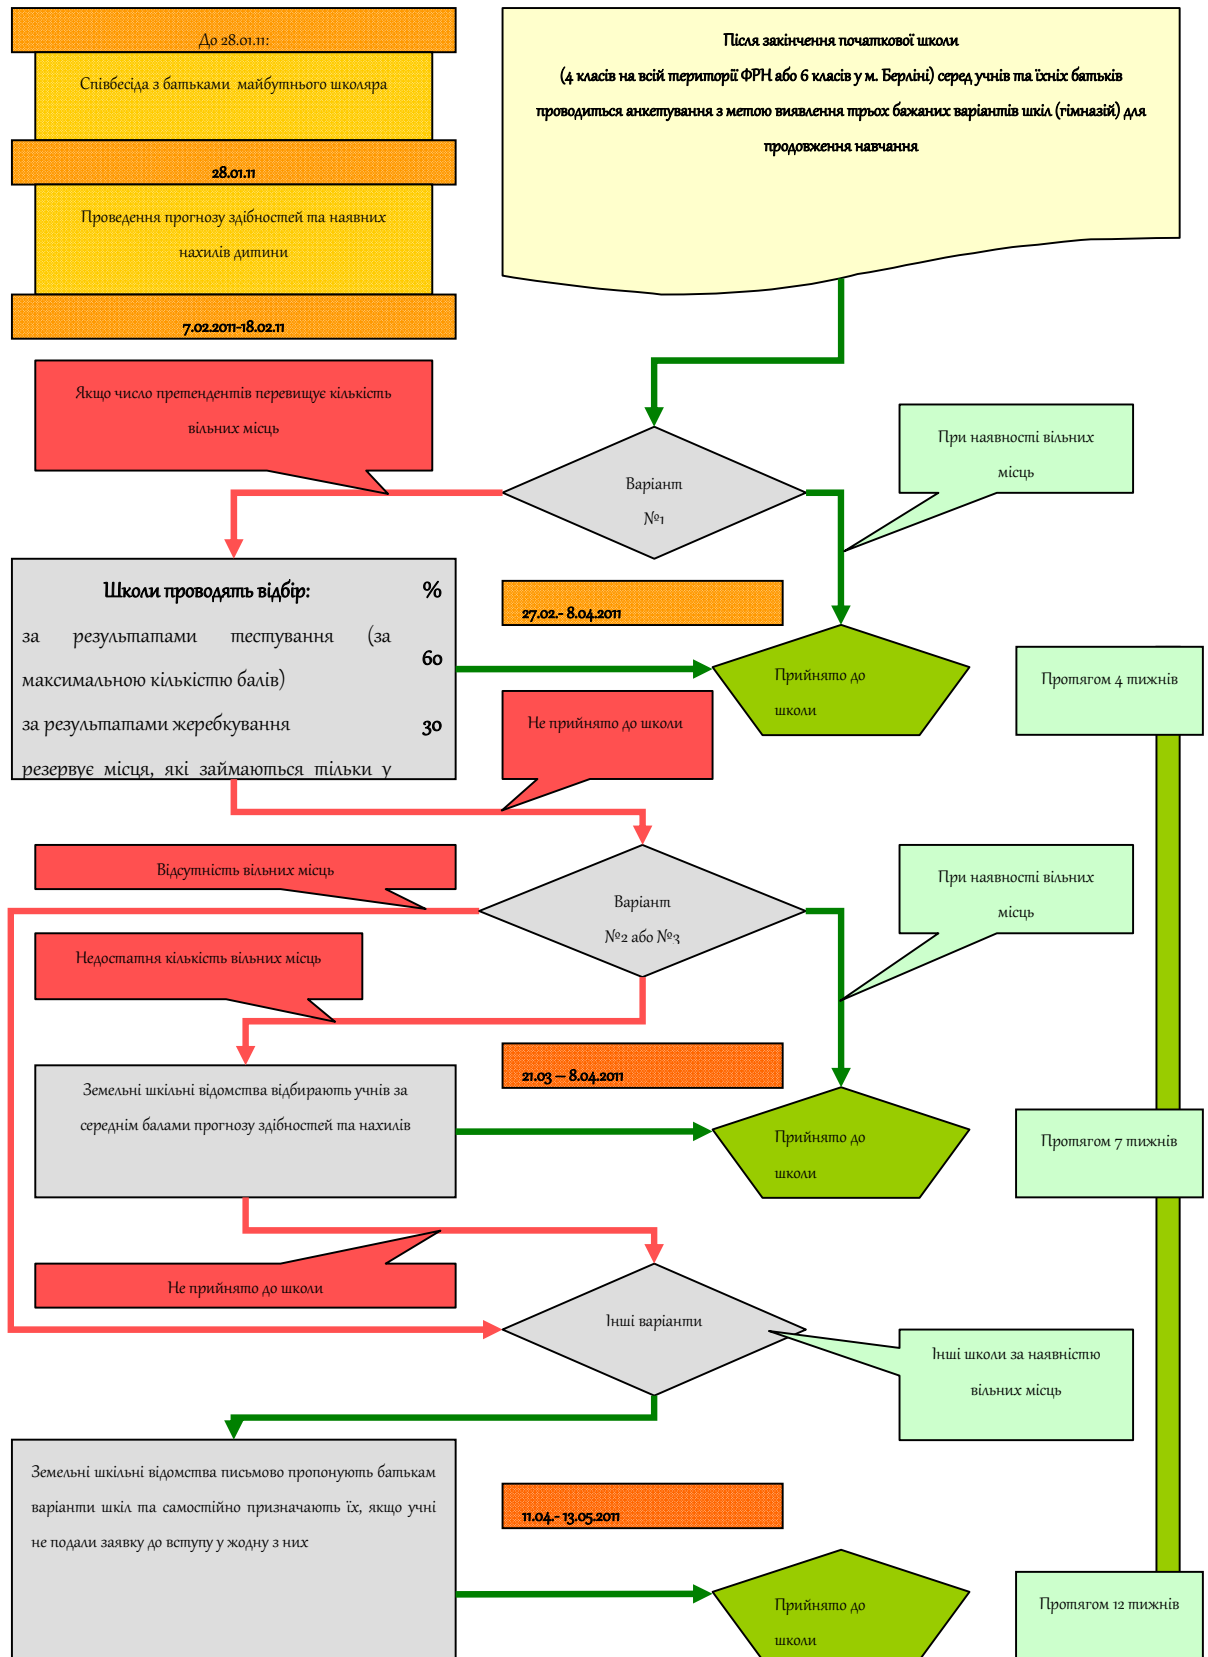 До 28.01.11:
Співбесіда з батьками майбутнього школяра
28.01.11
Проведення прогнозу здібностей та наявних
нахилів дитини
7.02.2011-18.02.11
Після закінчення початкової школи
(4 класів на всій території ФРН або 6 класів у м. Берліні) серед учнів та їхніх батьків
проводиться анкетування з метою виявлення трьох бажаних варіантів шкіл (гімназій) для
продовження навчання
Якщо число претендентів перевищує кількість
вільних місць
Варіант
№1
При наявності вільних
місць
Школи проводять відбір: %
за результатами тестування (за
максимальною кількістю балів)
60
за результатами жеребкування 30
резервує місця, які займаються тільки у
27.02.- 8.04.2011
Прийнято до
школи
Протягом 4 тижнів
Не прийнято до школи
Відсутність вільних місць
Варіант
№2 або №3
При наявності вільних
місць
Недостатня кількість вільних місць
21.03 – 8.04.2011
Земельні шкільні відомства відбирають учнів за
середнім балами прогнозу здібностей та нахилів
Прийнято до
школи
Протягом 7 тижнів
Не прийнято до школи
Інші варіанти
Інші школи за наявністю
вільних місць
Земельні шкільні відомства письмово пропонують батькам
варіанти шкіл та самостійно призначають їх, якщо учні
не подали заявку до вступу у жодну з них
11.04.- 13.05.2011
Прийнято до
школи
Протягом 12 тижнів